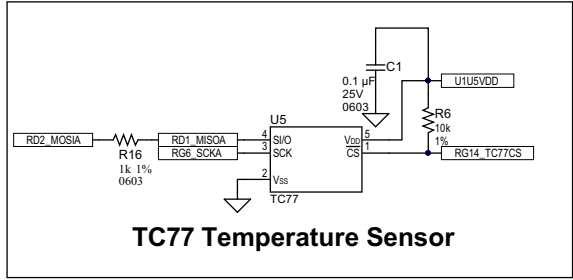 C1
0.1 µF
25V
0603
U1U5VDD
U5
R6
10k
1%
RD2_MOSIA
RD1_MISOA
4 SI/O
VDD 5
R16
RG6_SCKA
3 SCK
CS 1
RG14_TC77CS
1k 1%
0603
2 VSS
TC77
TC77 Temperature Sensor